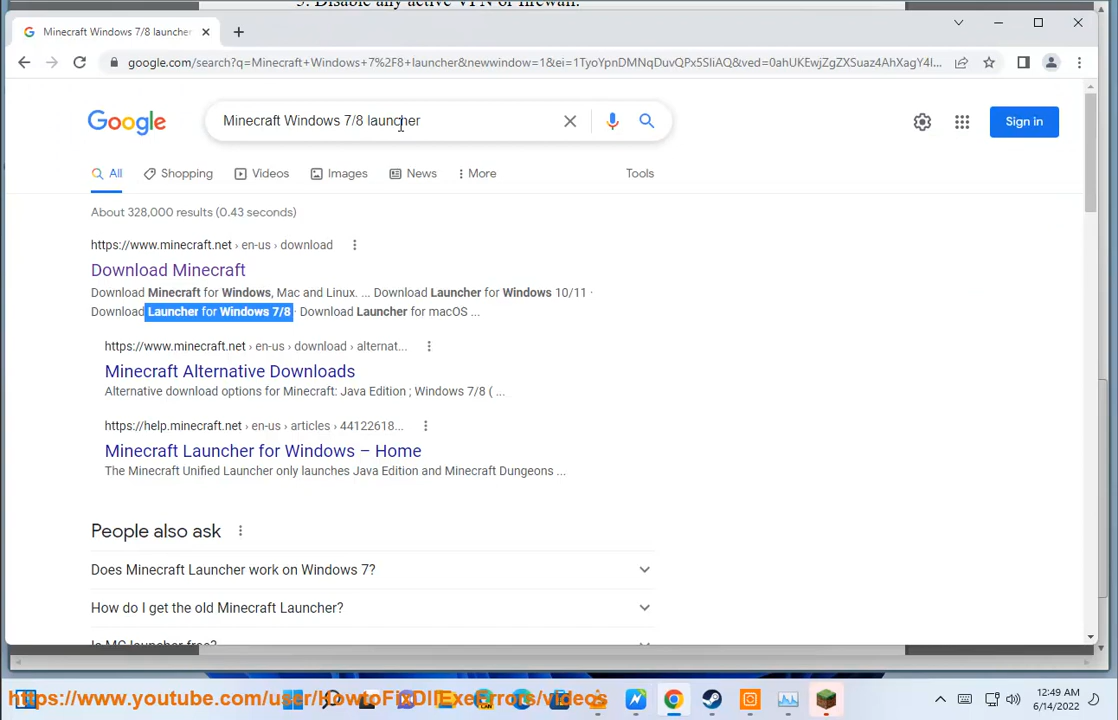 5. Disable any active VPN or firewall.
Minecraft Windows 7/8 launcher
google.com/search?q=Minecraft+Windows+7%2F8+launcher&newwindow=1&ei=1TyoYpnDMNqDuvQPx5SIiAQ&ved=0ahUKEwjZgZXSuaz4AhXagY4I...
Google
Minecraft Windows 7/8 launcher
Sign in
All
Shopping
Videos
Images
News
More
Tools
About 328,000 results (0.43 seconds)
https://www.minecraft.net › en-us › download
Download Minecraft
Download Minecraft for Windows, Mac and Linux. ... Download Launcher for Windows 10/11 ·
Download Launcher for Windows 7/8 · Download Launcher for macOS ...
https://www.minecraft.net › en-us › download › alternat...
Minecraft Alternative Downloads
Alternative download options for Minecraft: Java Edition ; Windows 7/8 ( ...
https://help.minecraft.net › en-us › articles › 44122618...
Minecraft Launcher for Windows – Home
The Minecraft Unified Launcher only launches Java Edition and Minecraft Dungeons ...
People also ask
Does Minecraft Launcher work on Windows 7?
How do I get the old Minecraft Launcher?
Is MC launcher free?
https://www.youtube.com/user/HowtoFixDllExeErrors/videos
12:49 AM
6/14/2022